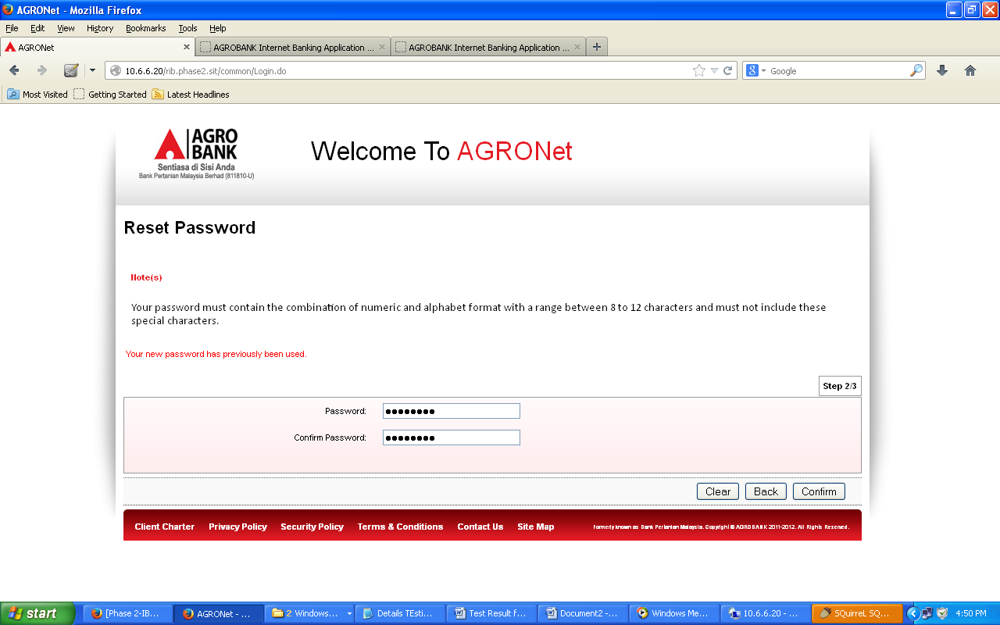 AGRONet - Mozilla Firefox
File Edit View History Bookmarks Tools Help
AGRONet
AGROBANK Internet Banking Application ...
AGROBANK Internet Banking Application ...
10.6.6.20/rib.phase2.sit/common/Login.do
Google
Most Visited Getting Started Latest Headlines
AGRO
BANK
Sentiasa di Sisi Anda
Bank Pertanian Malaysia Berhad (811810-U)
Welcome To AGRONet
Reset Password
Note(s)
Your password must contain the combination of numeric and alphabet format with a range between 8 to 12 characters and must not include these
special characters.
Your new password has previously been used.
Step 2/3
Password:
Confirm Password:
Clear Back Confirm
Client Charter Privacy Policy Security Policy Terms & Conditions Contact Us Site Map
Formerly known as Bank Pertanian Malaysia. Copyright © AGROBANK 2011-2012. All Rights Reserved.
start
[Phase 2-IB...
AGRONet - ...
2 Windows...
Details TEsti...
Test Result f...
Document2 -...
Windows Me...
10.6.6.20 - ...
SQuirreL SQ...
4:50 PM